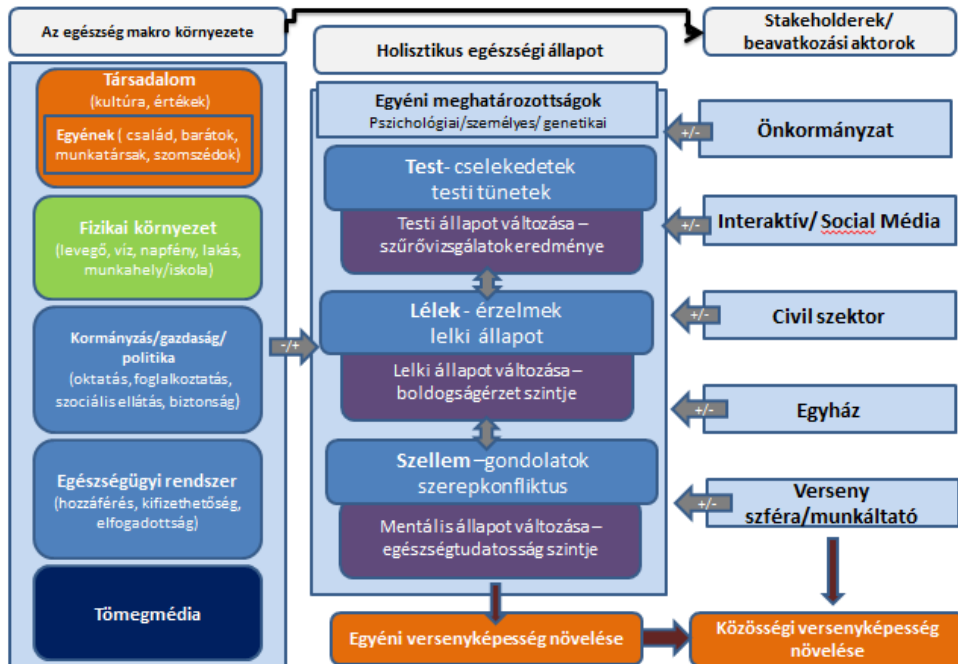 Az egészség makro környezete
Társadalom
(kultúra, értékek)
Egyének ( család, barátok,
munkatársak, szomszédok)
Fizikai környezet
(levegő, víz, napfény, lakás,
munkahely/iskola)
Kormányzás/gazdaság/
politika
(oktatás, foglalkoztatás,
szociális ellátás, biztonság)
Egészségügyi rendszer
(hozzáférés, kifizethetőség,
elfogadottság)
Tömegmédia
-/+
Holisztikus egészségi állapot
Egyéni meghatározottságok
Pszichológiai/személyes/ genetikai
Test- cselekedetek
testi tünetek
Testi állapot változása –
szűrővizsgálatokeredménye
Lélek - érzelmek
lelki állapot
Lelki állapot változása –
boldogságérzet szintje
Szellem –gondolatok
szerepkonfliktus
Mentális állapot változása –
egészségtudatosság szintje
Egyéni versenyképesség növelése
Stakeholderek/
beavatkozási aktorok
+/-
Önkormányzat
+/-
Interaktív/ Social Média
+/-
Civil szektor
+/-
Egyház
+/-
Verseny
szféra/munkáltató
Közösségi versenyképesség
növelése